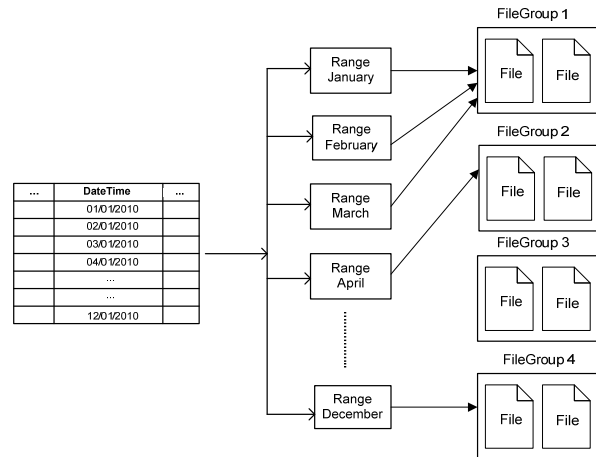 ... DateTime ...
01/01/2010
02/01/2010
03/01/2010
04/01/2010
...
...
12/01/2010
Range
January
Range
February
Range
March
Range
April
Range
December
FileGroup 1
File File
FileGroup 2
File File
FileGroup 3
File File
FileGroup 4
File File